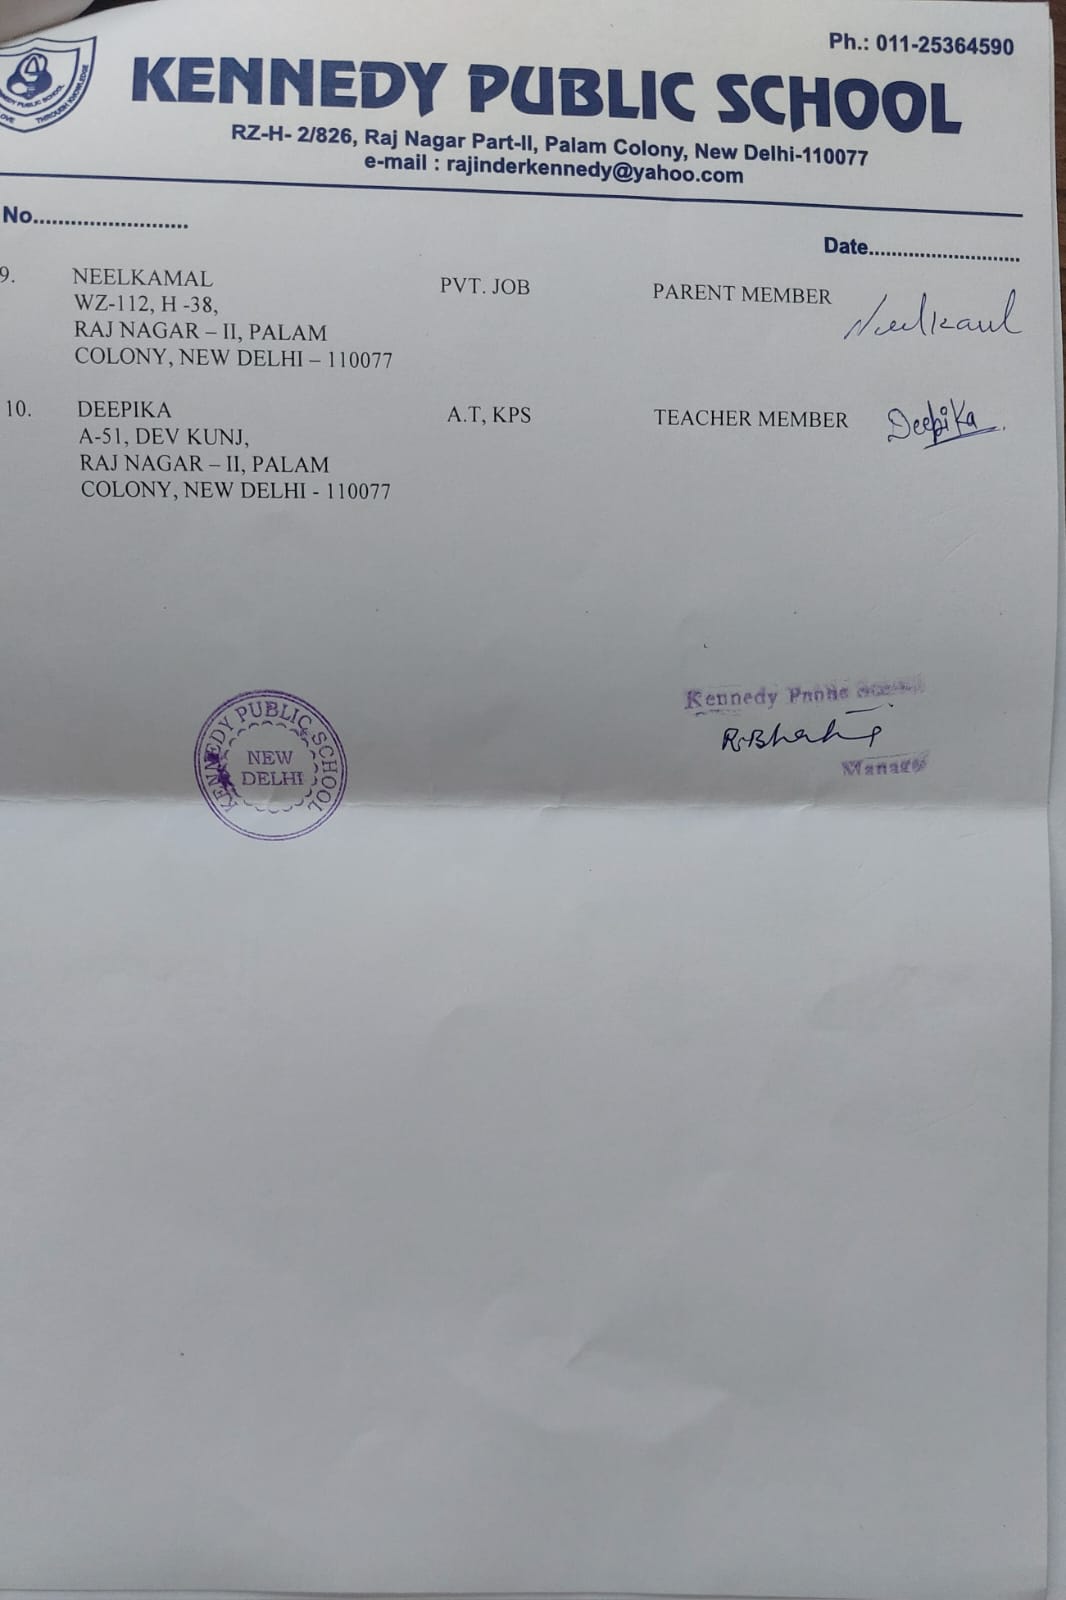 Ph.: 011-25364590
KENNEDY PUBLIC SCHOOL
RZ-H- 2/826, Raj Nagar Part-II, Palam Colony, New Delhi-110077
e-mail : rajinderkennedy@yahoo.com
THROUGH KNOWLEDGE
No.........................
Date.........................
9. NEELKAMAL PVT. JOB PARENT MEMBER
WZ-112, H -38,
RAJ NAGAR – II, PALAM
COLONY, NEW DELHI – 110077
10. DEEPIKA A.T, KPS TEACHER MEMBER Deepika
A-51, DEV KUNJ,
RAJ NAGAR – II, PALAM
COLONY, NEW DELHI - 110077
KENNEDY PUBLIC SCHOOL
NEW
DELHI
Kennedy